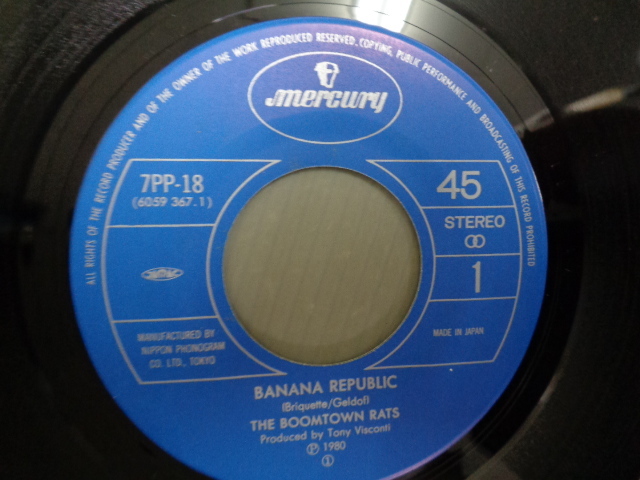 ALL RIGHTS OF THE RECORD PRODUCER AND OF THE OWNER OF THE WORK REPRODUCED RESERVED. COPYING, PUBLIC PERFORMANCE AND BROADCASTING OF THIS RECORD PROHIBITED
mercury
7PP-18
(6059 367.1)
45
STEREO
1
MANUFACTURED BY
NIPPON PHONOGRAM
CO. LTD., TOKYO
MADE IN JAPAN
BANANA REPUBLIC
(Briquette/Geldof)
THE BOOMTOWN RATS
Produced by Tony Visconti
Ⓟ 1980
①